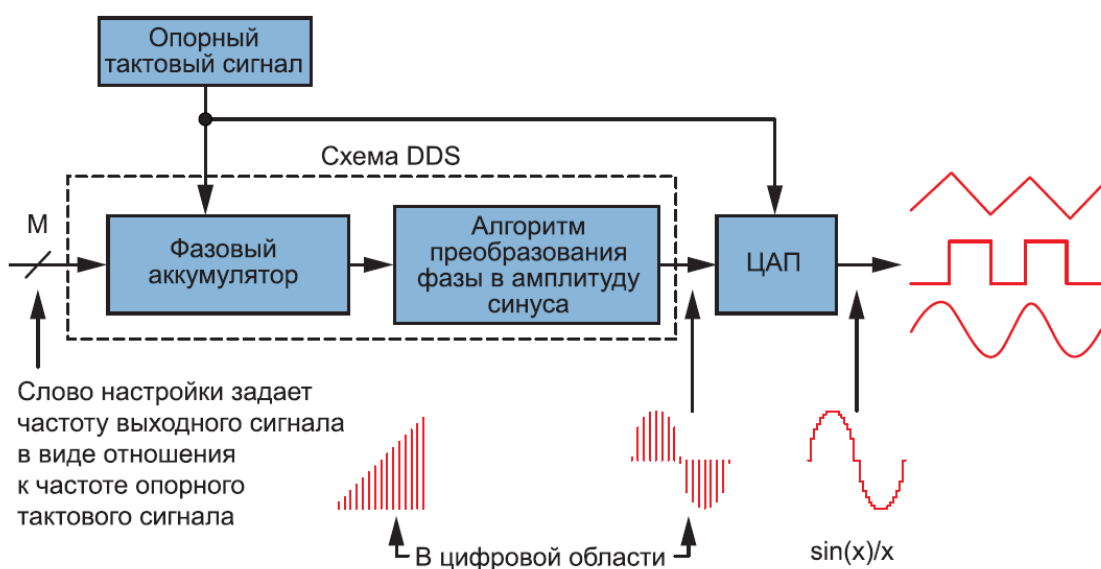 Опорный
тактовый сигнал
Схема DDS
M
Фазовый
аккумулятор
Алгоритм
преобразования
фазы в амплитуду
синуса
ЦАП
Слово настройки задает
частоту выходного сигнала
в виде отношения
к частоте опорного
тактового сигнала
В цифровой области
sin(x)/x